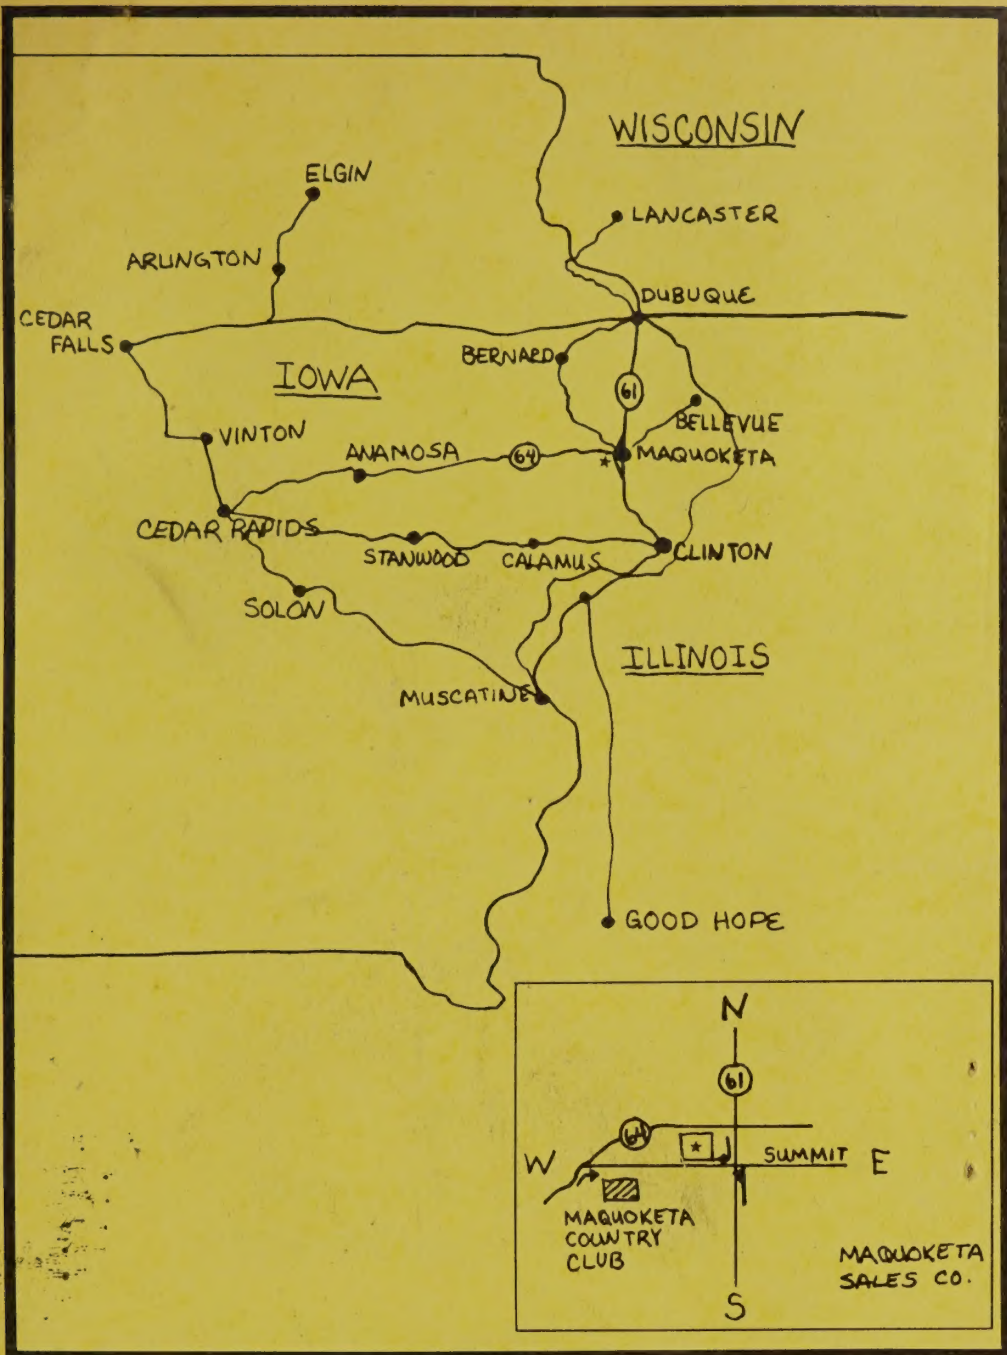 WISCONSIN
ELGIN
LANCASTER
ARLINGTON
DUBUQUE
CEDAR
FALLS
BERNARD
IOWA
61
BELLEVUE
VINTON
ANAMOSA
64
MAQUOKETA
CEDAR RAPIDS
STANWOOD
CALAMUS
CLINTON
SOLON
ILLINOIS
MUSCATINE
GOOD HOPE
N
61
64
W
SUMMIT
E
MAQUOKETA
COUNTRY
CLUB
MAQUOKETA
SALES CO.
S